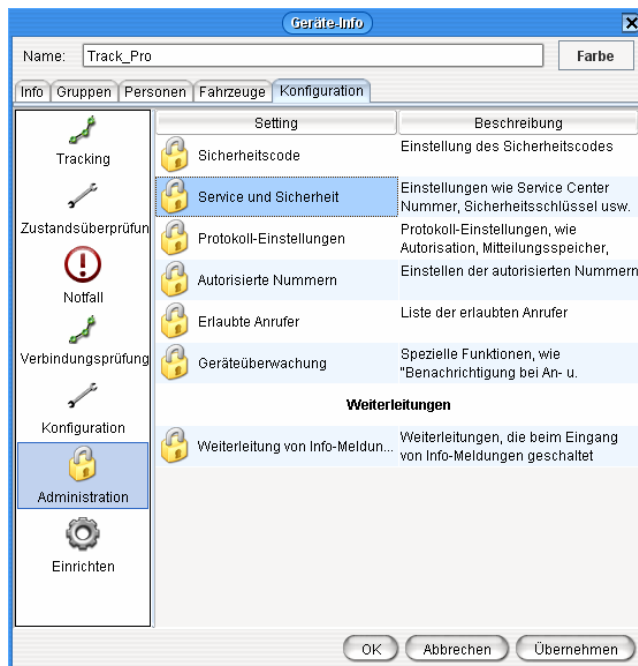 Geräte-Info
Name: Track_Pro Farbe
Info Gruppen Personen Fahrzeuge Konfiguration
Tracking
Zustandsüberprüfun
Notfall
Verbindungsprüfung
Konfiguration
Administration
Einrichten
Setting Beschreibung
Sicherheitscode Einstellung des Sicherheitscodes
Service und Sicherheit Einstellungen wie Service Center
Nummer, Sicherheitsschlüssel usw.
Protokoll-Einstellungen Protokoll-Einstellungen, wie
Autorisation, Mitteilungsspeicher,
Autorisierte Nummern Einstellen der autorisierten Nummern
Erlaubte Anrufer Liste der erlaubten Anrufer
Geräteüberwachung Spezielle Funktionen, wie
"Benachrichtigung bei An- u.
Weiterleitungen
Weiterleitung von Info-Meldun... Weiterleitungen, die beim Eingang
von Info-Meldungen geschaltet
OK Abbrechen Übernehmen